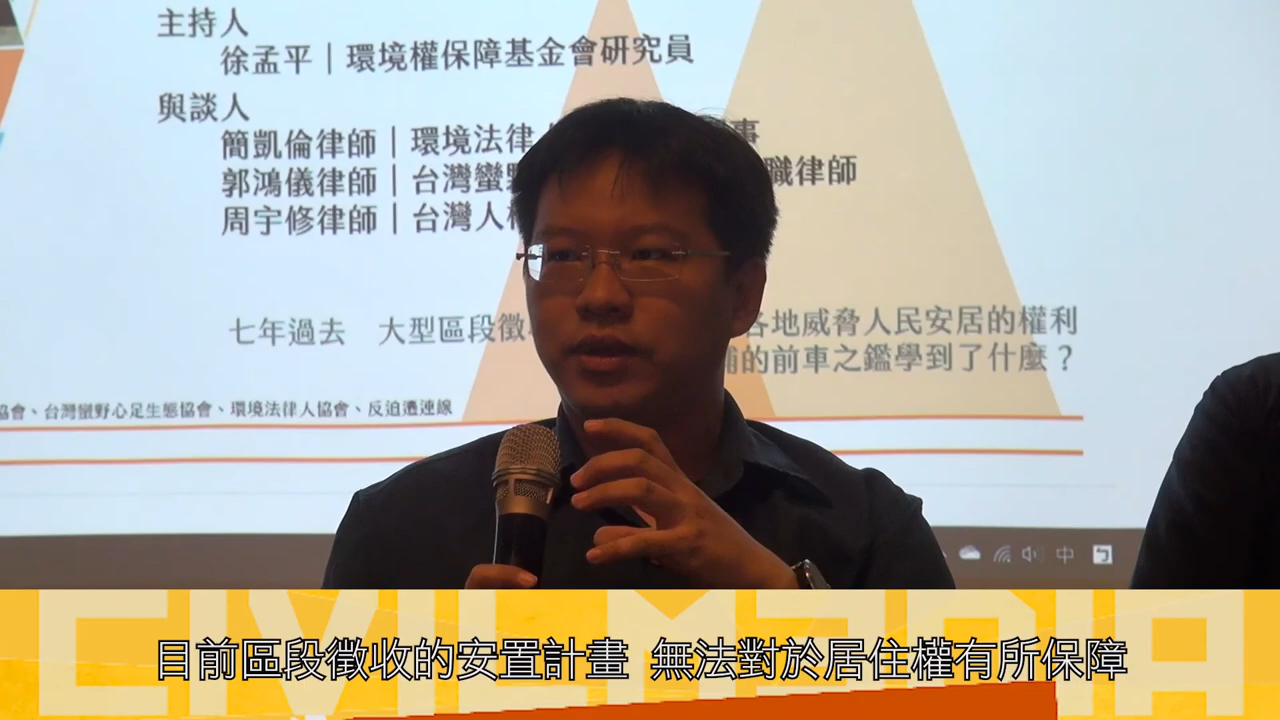 主持人
徐孟平｜環境權保障基金會研究員
與談人
簡凱倫律師｜環境法律
郭鴻儀律師｜台灣蠻 職律師
周宇修律師｜台灣人
七年過去 大型區段徵 各地威脅人民安居的權利
的前車之鑑學到了什麼？
協會、台灣蠻野心足生態協會、環境法律人協會、反迫遷連線
中
CIVILMEDIA
目前區段徵收的安置計畫 無法對於居住權有所保障